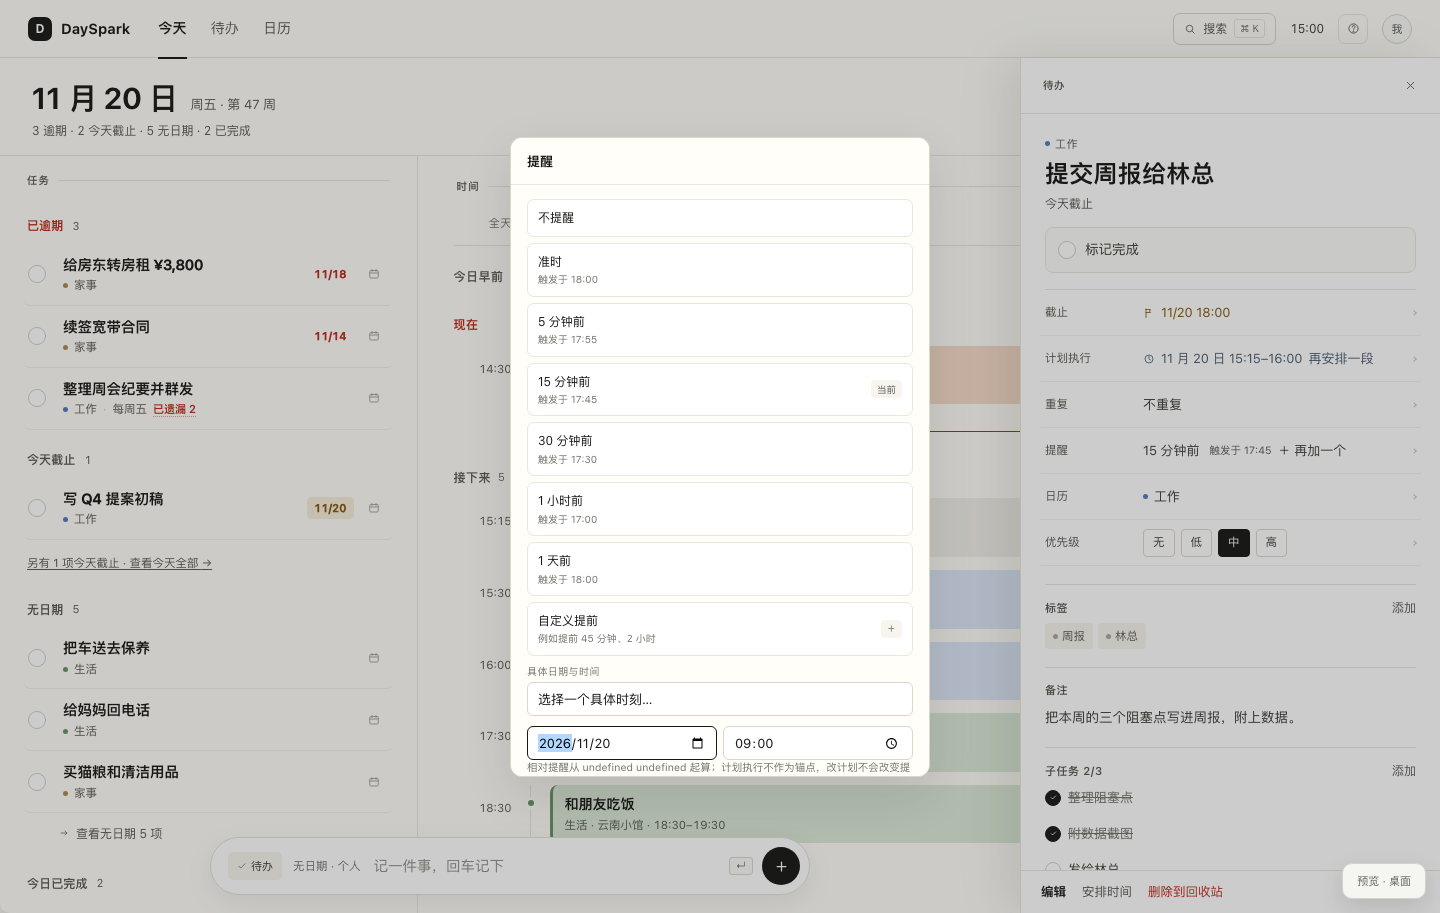 D DaySpark 今天 待办 日历 搜索 ⌘ K 15:00 我
11 月 20 日 周五 · 第 47 周
3 逾期 · 2 今天截止 · 5 无日期 · 2 已完成
任务
已逾期 3
给房东转房租 ¥3,800
家事
11/18
续签宽带合同
家事
11/14
整理周会纪要并群发
工作 · 每周五 已遗漏 2
今天截止 1
写 Q4 提案初稿
工作
11/20
另有 1 项今天截止 · 查看今天全部 →
无日期 5
把车送去保养
生活
给妈妈回电话
生活
买猫粮和清洁用品
家事
→ 查看无日期 5 项
今日已完成 2
时间
全天
今日早前
现在
14:30
接下来 5
15:15
15:30
16:00
17:30
18:30
和朋友吃饭
生活 · 云南小馆 · 18:30–19:30
待办 无日期 · 个人 记一件事，回车记下
提醒
不提醒
准时
触发于 18:00
5 分钟前
触发于 17:55
15 分钟前
触发于 17:45
当前
30 分钟前
触发于 17:30
1 小时前
触发于 17:00
1 天前
触发于 18:00
自定义提前
例如提前 45 分钟、2 小时
+
具体日期与时间
选择一个具体时刻…
2026/11/20 09:00
相对提醒从 undefined undefined 起算；计划执行不作为锚点，改计划不会改变提
待办
工作
提交周报给林总
今天截止
标记完成
截止 11/20 18:00
计划执行 11 月 20 日 15:15–16:00 再安排一段
重复 不重复
提醒 15 分钟前 触发于 17:45 + 再加一个
日历 工作
优先级 无 低 中 高
标签 添加
周报 林总
备注
把本周的三个阻塞点写进周报，附上数据。
子任务 2/3 添加
整理阻塞点
附数据截图
发给林总
编辑 安排时间 删除到回收站
预览 · 桌面